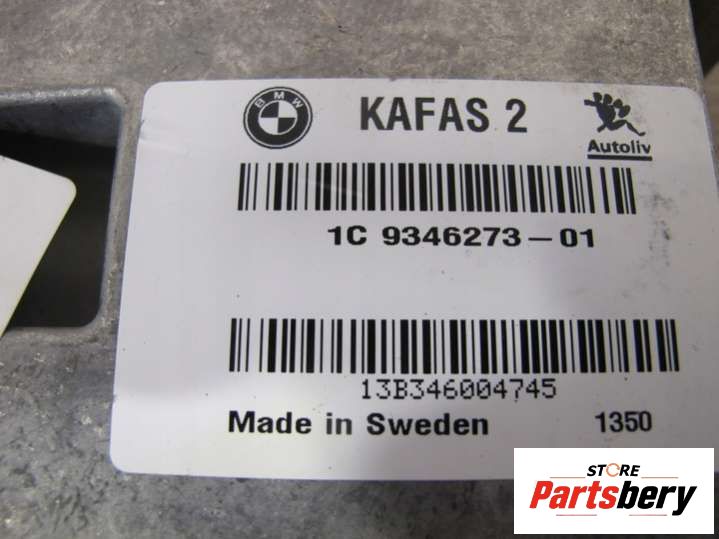 BMW KAFAS 2
Autoliv
1C 9346273-01
13B346004745
Made in Sweden 1350
STORE
Partsbery